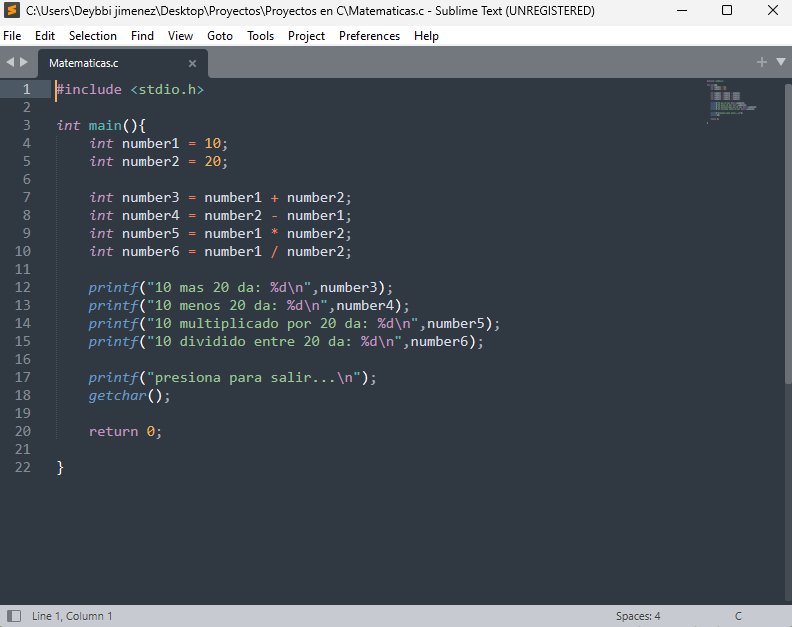 C:\Users\Deybbi jimenez\Desktop\Proyectos\Proyectos en C\Matematicas.c - Sublime Text (UNREGISTERED)
File Edit Selection Find View Goto Tools Project Preferences Help
Matematicas.c
1 #include <stdio.h>
2
3 int main(){
4     int number1 = 10;
5     int number2 = 20;
6
7     int number3 = number1 + number2;
8     int number4 = number2 - number1;
9     int number5 = number1 * number2;
10     int number6 = number1 / number2;
11
12     printf("10 mas 20 da: %d\n",number3);
13     printf("10 menos 20 da: %d\n",number4);
14     printf("10 multiplicado por 20 da: %d\n",number5);
15     printf("10 dividido entre 20 da: %d\n",number6);
16
17     printf("presiona para salir...\n");
18     getchar();
19
20     return 0;
21
22 }
Line 1, Column 1 Spaces: 4 C